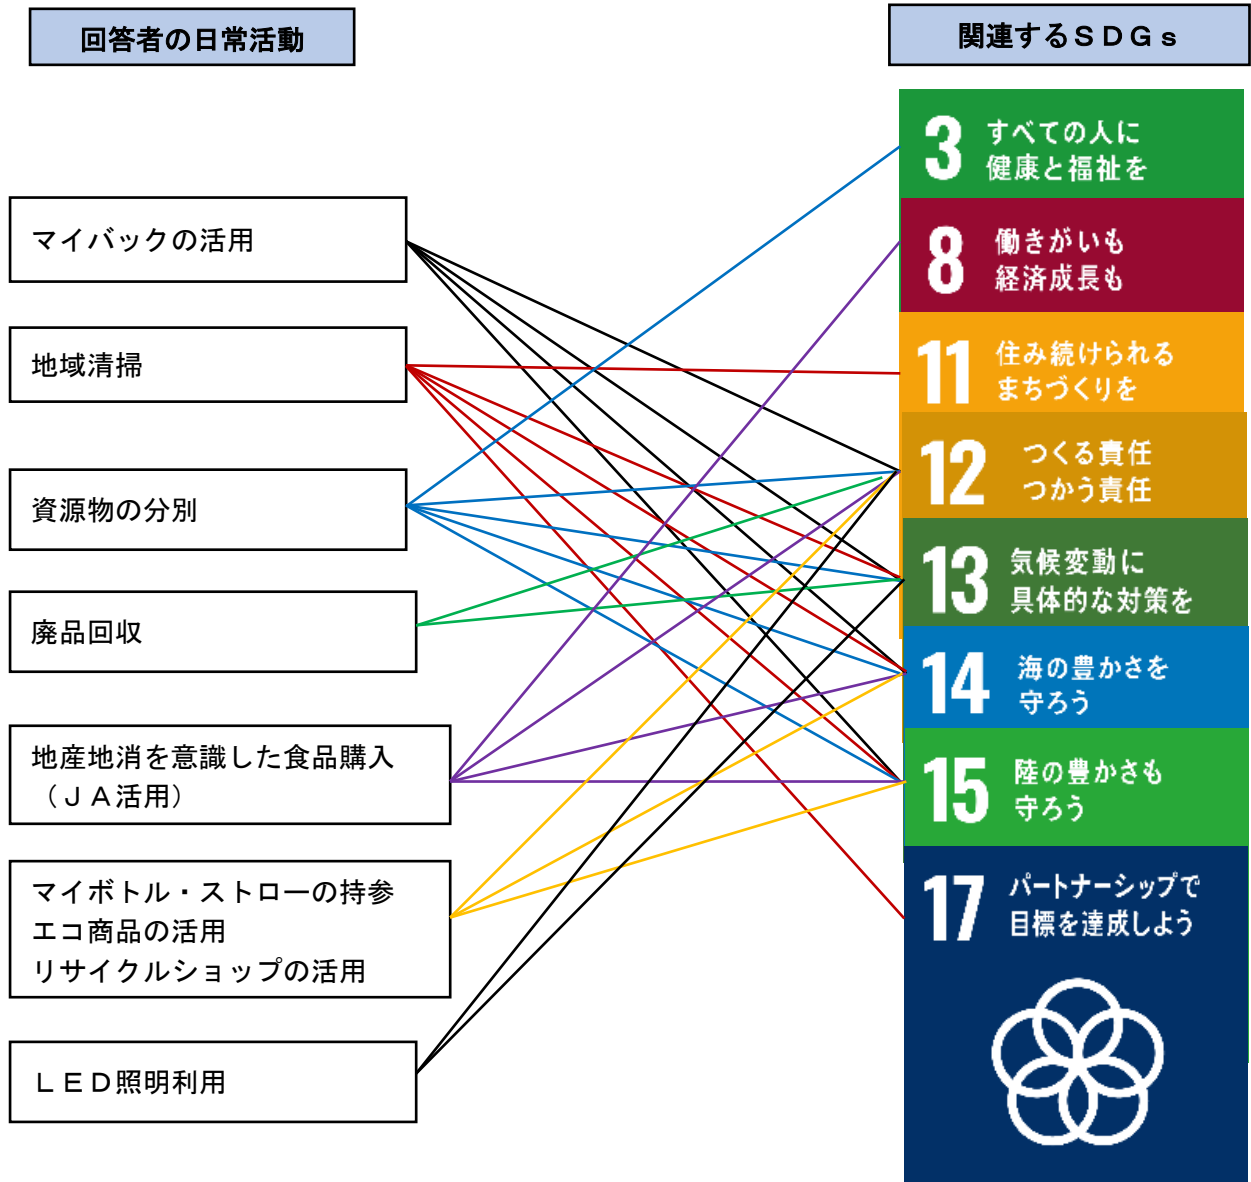 回答者の日常活動
関連するＳＤＧｓ
マイバックの活用
地域清掃
資源物の分別
廃品回収
地産地消を意識した食品購入
（ＪＡ活用）
マイボトル・ストローの持参
エコ商品の活用
リサイクルショップの活用
ＬＥＤ照明利用
3 すべての人に
健康と福祉を
8 働きがいも
経済成長も
11 住み続けられる
まちづくりを
12 つくる責任
つかう責任
13 気候変動に
具体的な対策を
14 海の豊かさを
守ろう
15 陸の豊かさも
守ろう
17 パートナーシップで
目標を達成しよう